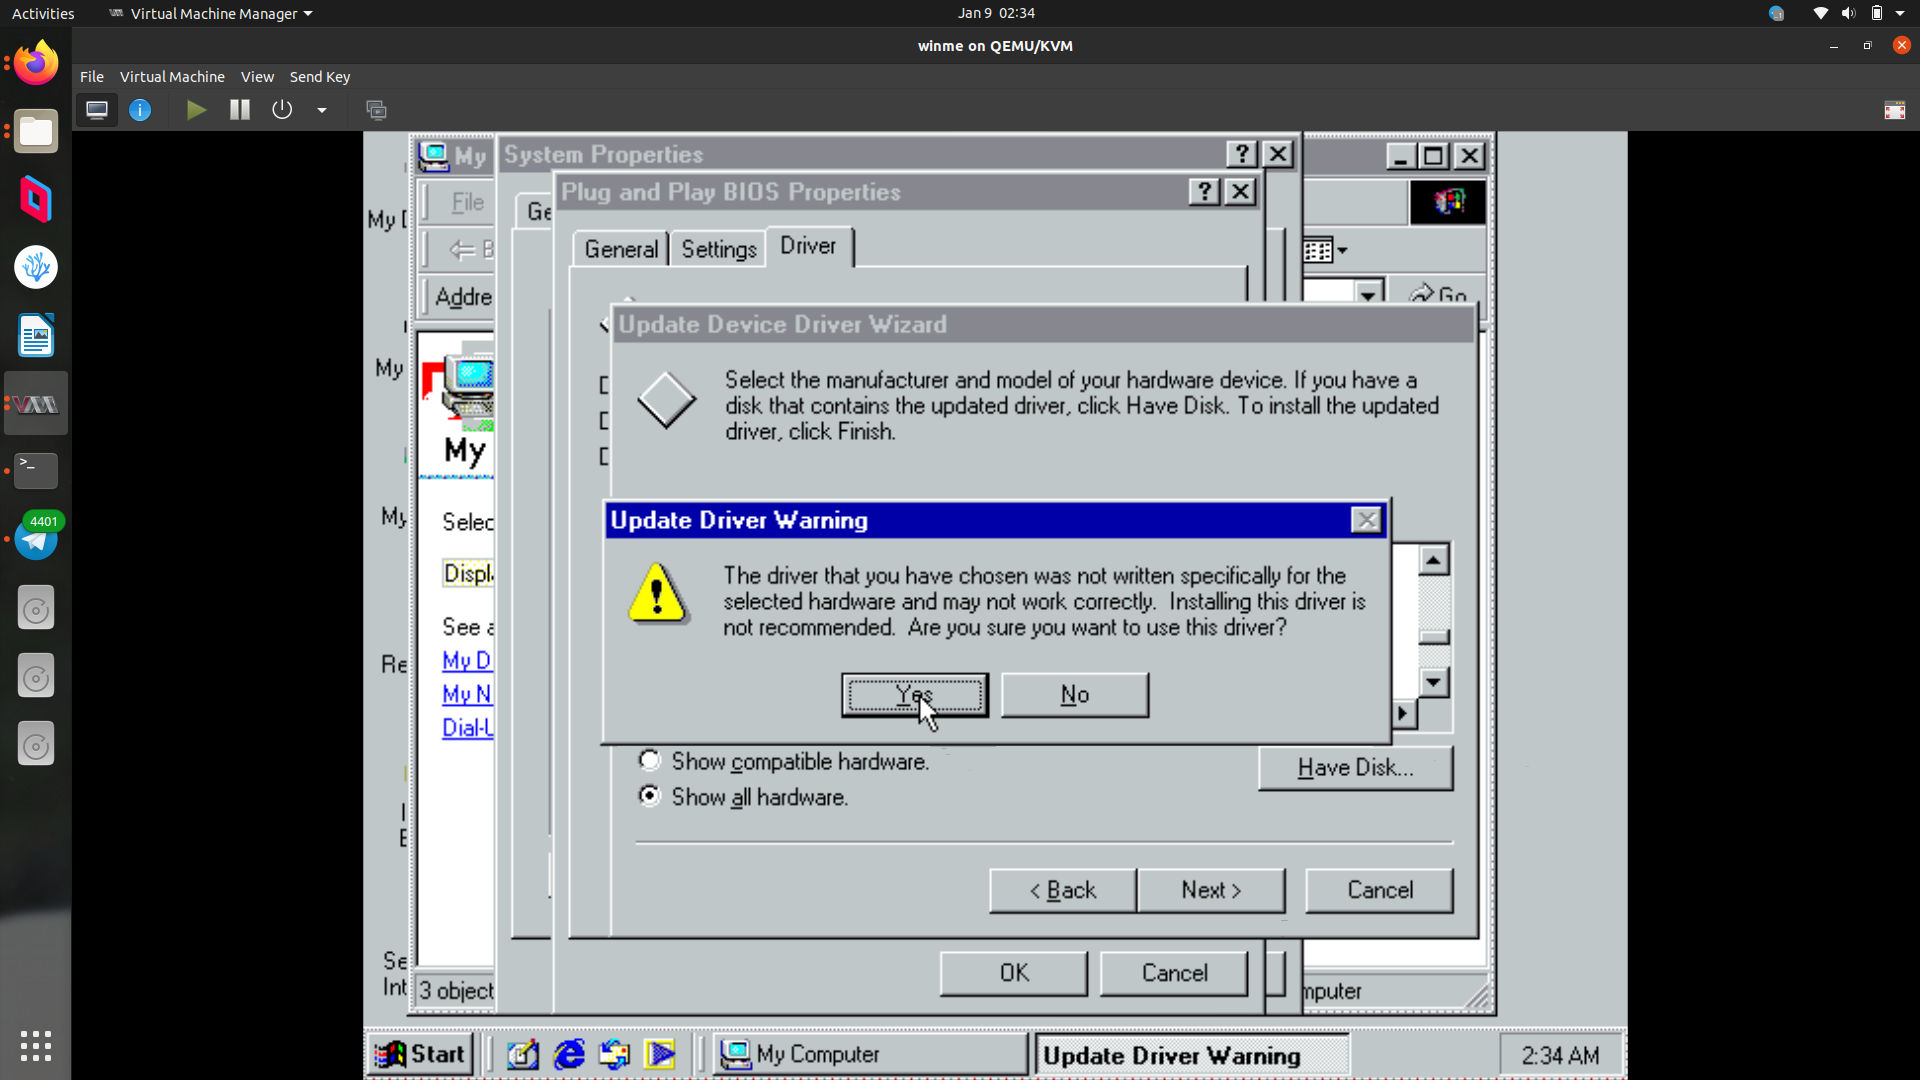 Activities
Virtual Machine Manager
Jan 9 02:34
winme on QEMU/KVM
File Virtual Machine View Send Key
My
System Properties
?
Plug and Play BIOS Properties
?
File
Ge
My
General
Settings
Driver
Addre
Go
Update Device Driver Wizard
Select the manufacturer and model of your hardware device. If you have a
disk that contains the updated driver, click Have Disk. To install the updated
driver, click Finish.
My
My
My
4401
Selec
Update Driver Warning
The driver that you have chosen was not written specifically for the
selected hardware and may not work correctly. Installing this driver is
not recommended. Are you sure you want to use this driver?
Displ
See a
My D
My N
Dial-U
Re
Yes
No
Show compatible hardware.
Show all hardware.
Have Disk...
< Back
Next >
Cancel
OK
Cancel
Se
Int
3 object
mputer
Start
My Computer
Update Driver Warning
2:34 AM